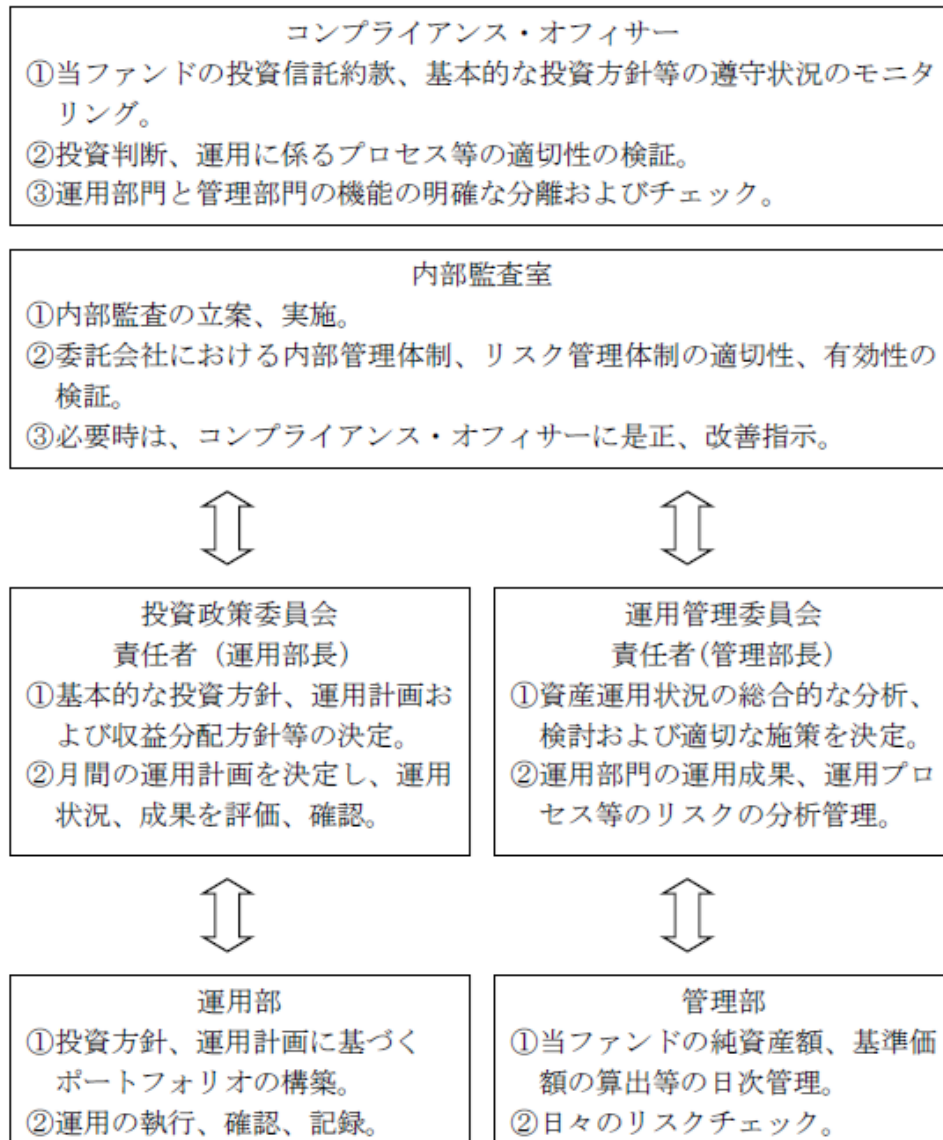 コンプライアンス・オフィサー
①当ファンドの投資信託約款、基本的な投資方針等の遵守状況のモニタ
リング。
②投資判断、運用に係るプロセス等の適切性の検証。
③運用部門と管理部門の機能の明確な分離およびチェック。
内部監査室
①内部監査の立案、実施。
②委託会社における内部管理体制、リスク管理体制の適切性、有効性の
検証。
③必要時は、コンプライアンス・オフィサーに是正、改善指示。
投資政策委員会
責任者（運用部長）
①基本的な投資方針、運用計画お
よび収益分配方針等の決定。
②月間の運用計画を決定し、運用
状況、成果を評価、確認。
運用管理委員会
責任者(管理部長)
①資産運用状況の総合的な分析、
検討および適切な施策を決定。
②運用部門の運用成果、運用プロ
セス等のリスクの分析管理。
運用部
①投資方針、運用計画に基づく
ポートフォリオの構築。
②運用の執行、確認、記録。
管理部
①当ファンドの純資産額、基準価
額の算出等の日次管理。
②日々のリスクチェック。